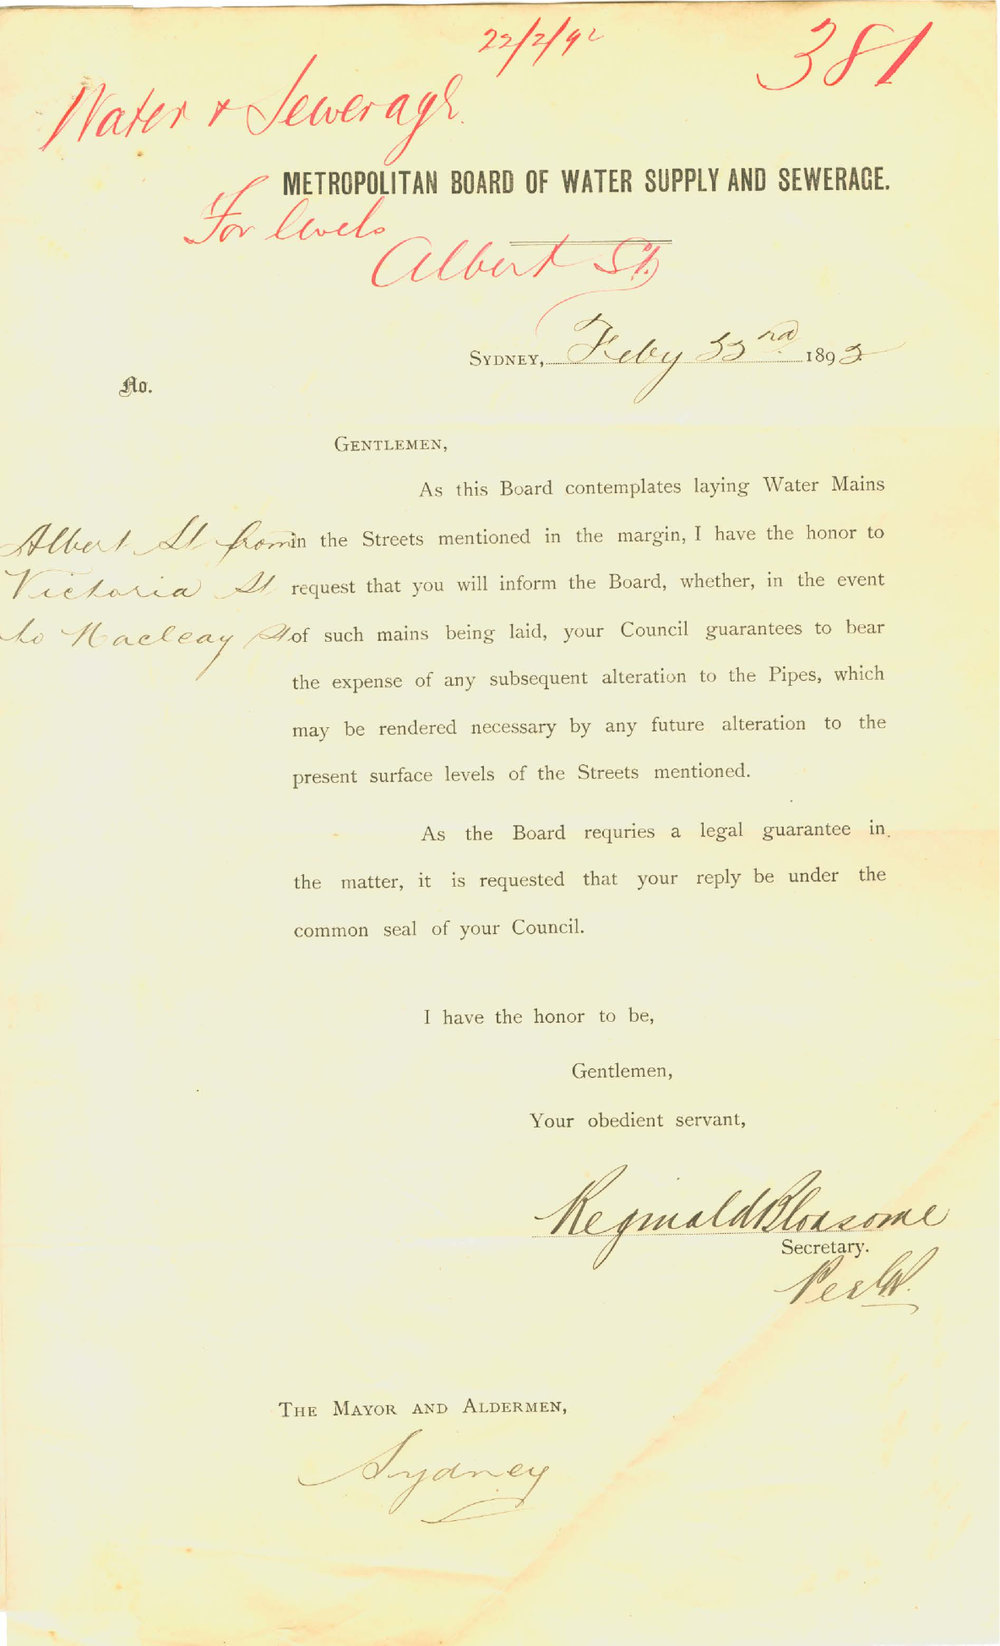 22/2/92
381
Water & Sewerage
METROPOLITAN BOARD OF WATER SUPPLY AND SEWERAGE.
For levels
Albert St.
SYDNEY, Feby 22nd 1892
No.
GENTLEMEN,
As this Board contemplates laying Water Mains
Albert St from in the Streets mentioned in the margin, I have the honor to
Victoria St request that you will inform the Board, whether, in the event
to Macleay St of such mains being laid, your Council guarantees to bear
the expense of any subsequent alteration to the Pipes, which
may be rendered necessary by any future alteration to the
present surface levels of the Streets mentioned.
As the Board requries a legal guarantee in
the matter, it is requested that your reply be under the
common seal of your Council.
I have the honor to be,
Gentlemen,
Your obedient servant,
Reginald Bloxsome
Secretary.
Per
THE MAYOR AND ALDERMEN,
Sydney